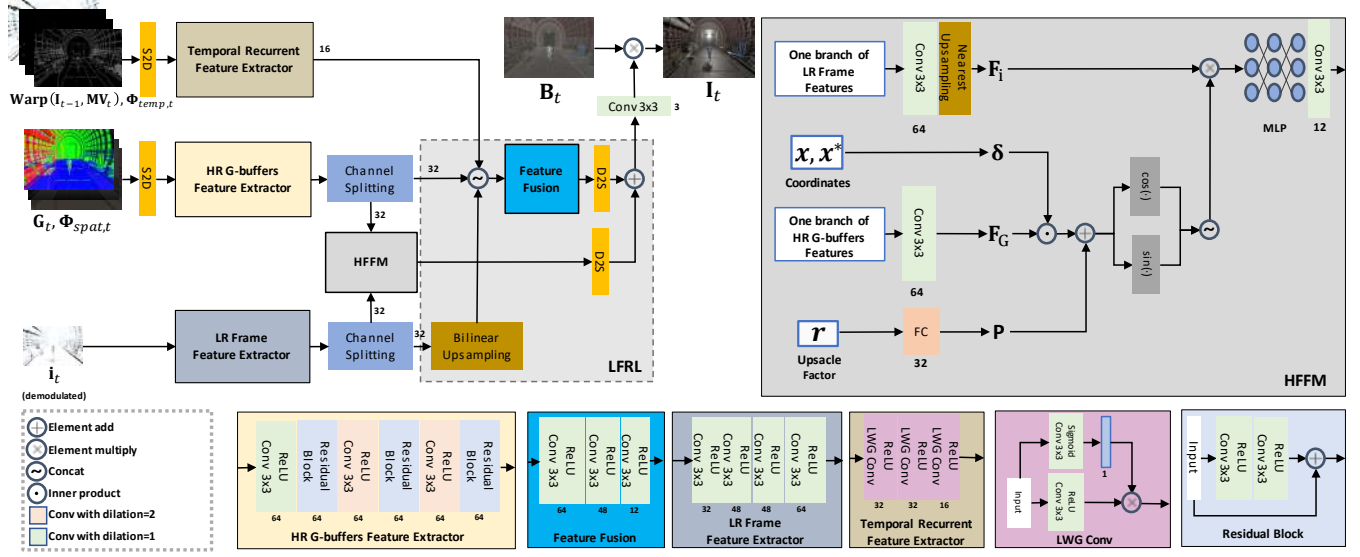 S2D
Temporal Recurrent
Feature Extractor
16
Warp(I_{t−1}, MV_t), Φ_{temp,t}
S2D
HR G-buffers
Feature Extractor
Channel
Splitting
32
32
G_t, Φ_{spat,t}
HFFM
32
LR Frame
Feature Extractor
Channel
Splitting
32
Bilinear
Upsampling
i_t
(demodulated)
~
Feature
Fusion
D2S
D2S
LFRL
B_t
I_t
Conv 3x3
3
One branch of
LR Frame
Features
Conv 3x3
64
Nearest
Upsampling
F_i
MLP
Conv 3x3
12
x, x*
Coordinates
δ
One branch of
HR G-buffers
Features
Conv 3x3
64
F_G
cos(·)
sin(·)
~
r
Upsacle
Factor
FC
32
P
HFFM
Element add
Element multiply
~ Concat
Inner product
Conv with dilation=2
Conv with dilation=1
Conv 3x3
ReLU
Residual
Block
Conv 3x3
ReLU
Residual
Block
Conv 3x3
ReLU
Residual
Block
64 64 64 64 64 64
HR G-buffers Feature Extractor
Conv 3x3
ReLU
Conv 3x3
ReLU
Conv 3x3
ReLU
64 48 12
Feature Fusion
Conv 3x3
ReLU
Conv 3x3
ReLU
Conv 3x3
ReLU
Conv 3x3
ReLU
32 48 48 64
LR Frame
Feature Extractor
LWG Conv
ReLU
LWG Conv
ReLU
LWG Conv
ReLU
32 32 16
Temporal Recurrent
Feature Extractor
Input
Sigmoid
Conv 3x3
1
ReLU
Conv 3x3
LWG Conv
Input
Conv 3x3
ReLU
Conv 3x3
ReLU
Residual Block